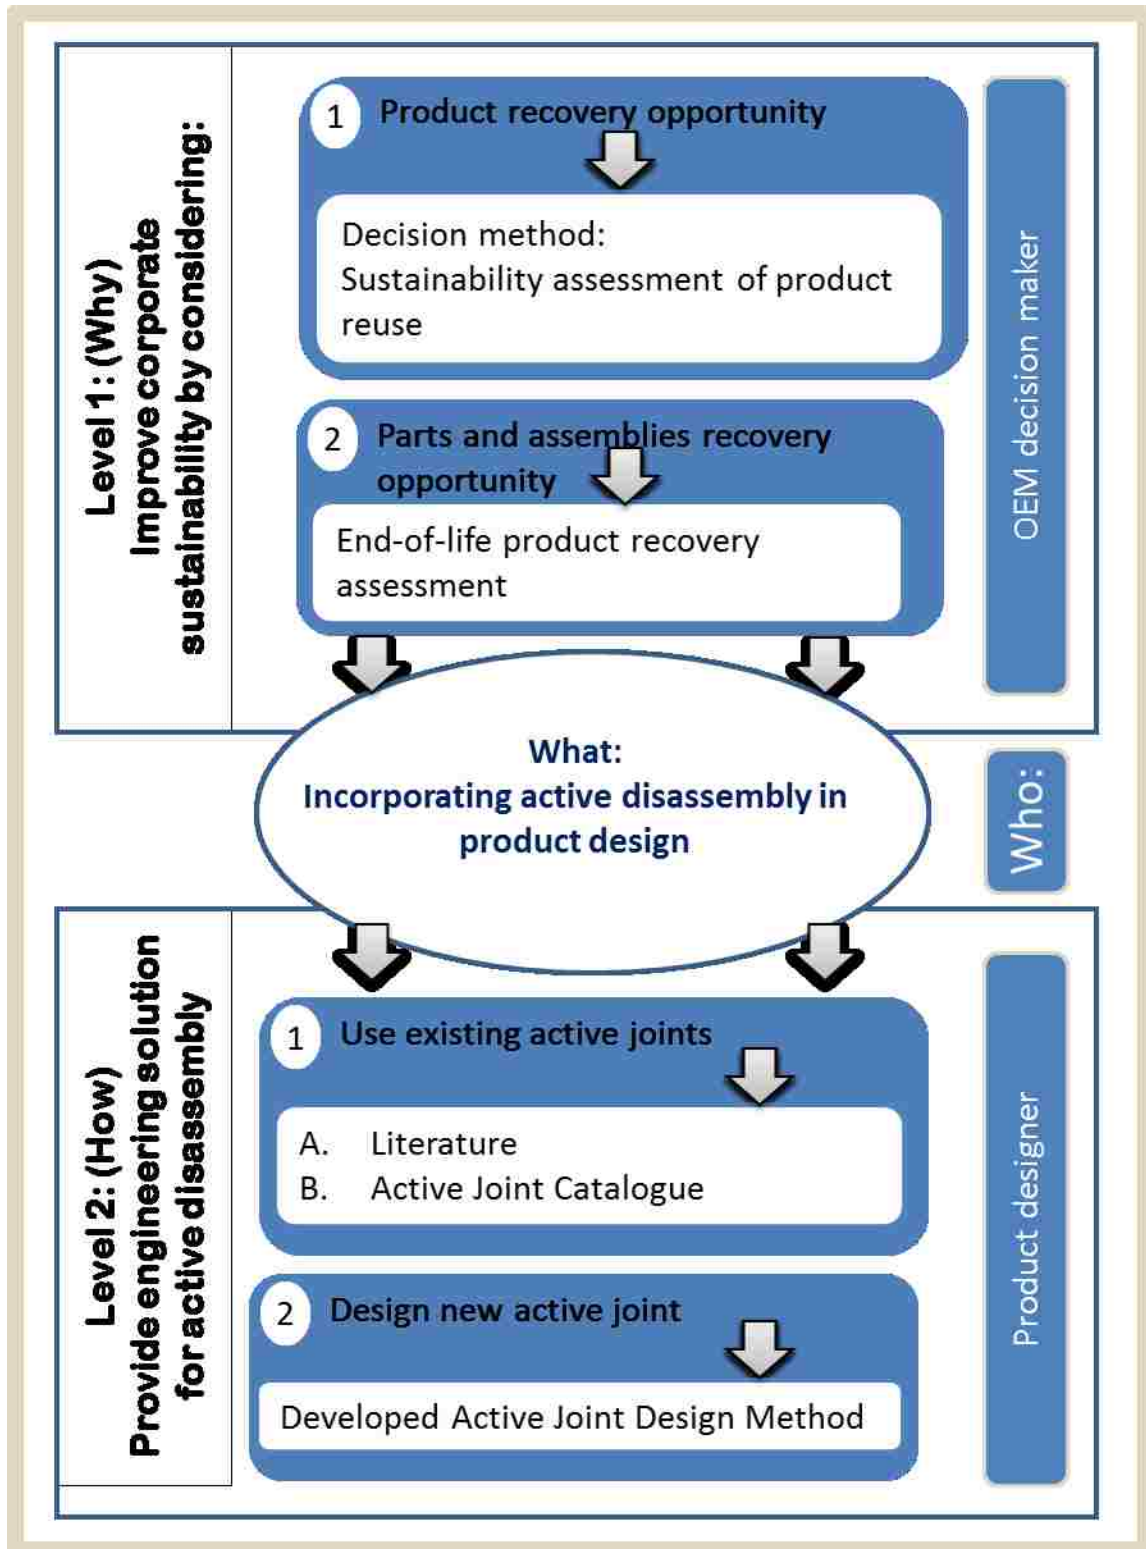 Level 1: (Why)
Improve corporate
sustainability by considering:
1
Product recovery opportunity
Decision method:
Sustainability assessment of product
reuse
2
Parts and assemblies recovery
opportunity
End-of-life product recovery
assessment
OEM decision maker
What:
Incorporating active disassembly in
product design
Who:
Level 2: (How)
Provide engineering solution
for active disassembly
1
Use existing active joints
A. Literature
B. Active Joint Catalogue
2
Design new active joint
Developed Active Joint Design Method
Product designer